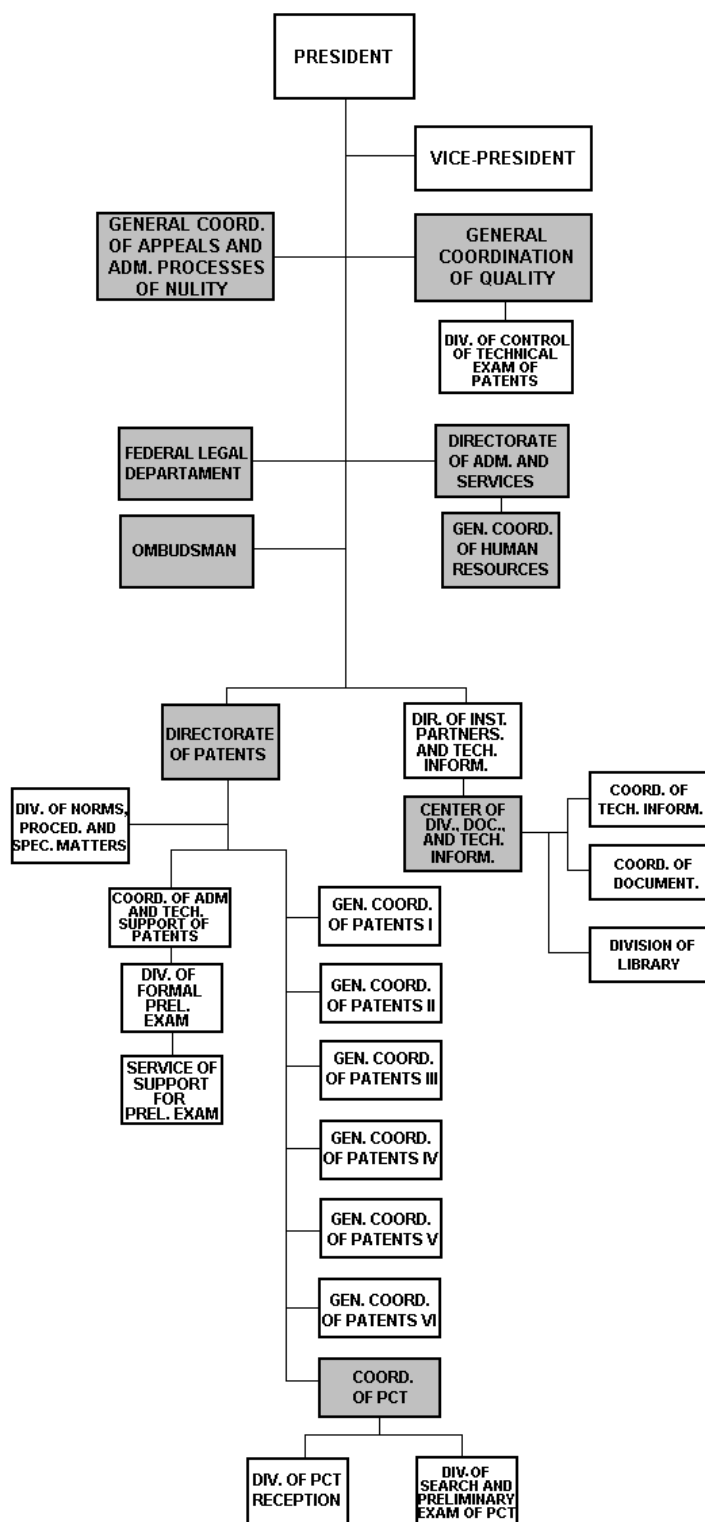 PRESIDENT
VICE-PRESIDENT
GENERAL COORD.
OF APPEALS AND
ADM. PROCESSES
OF NULITY
GENERAL
COORDINATION
OF QUALITY
DIV. OF CONTROL
OF TECHNICAL
EXAM OF
PATENTS
FEDERAL LEGAL
DEPARTAMENT
DIRECTORATE
OF ADM. AND
SERVICES
OMBUDSMAN
GEN. COORD.
OF HUMAN
RESOURCES
DIRECTORATE
OF PATENTS
DIR. OF INST.
PARTNERS.
AND TECH.
INFORM.
DIV. OF NORMS,
PROCED. AND
SPEC. MATTERS
CENTER OF
DIV., DOC.,
AND TECH.
INFORM.
COORD. OF
TECH. INFORM.
COORD. OF
DOCUMENT.
DIVISION OF
LIBRARY
COORD. OF ADM
AND TECH.
SUPPORT OF
PATENTS
DIV. OF
FORMAL
PREL.
EXAM
SERVICE OF
SUPPORT
FOR
PREL. EXAM
GEN. COORD.
OF PATENTS I
GEN. COORD.
OF PATENTS II
GEN. COORD.
OF PATENTS III
GEN. COORD.
OF PATENTS IV
GEN. COORD.
OF PATENTS V
GEN. COORD.
OF PATENTS VI
COORD.
OF PCT
DIV. OF PCT
RECEPTION
DIV. OF
SEARCH AND
PRELIMINARY
EXAM OF PCT